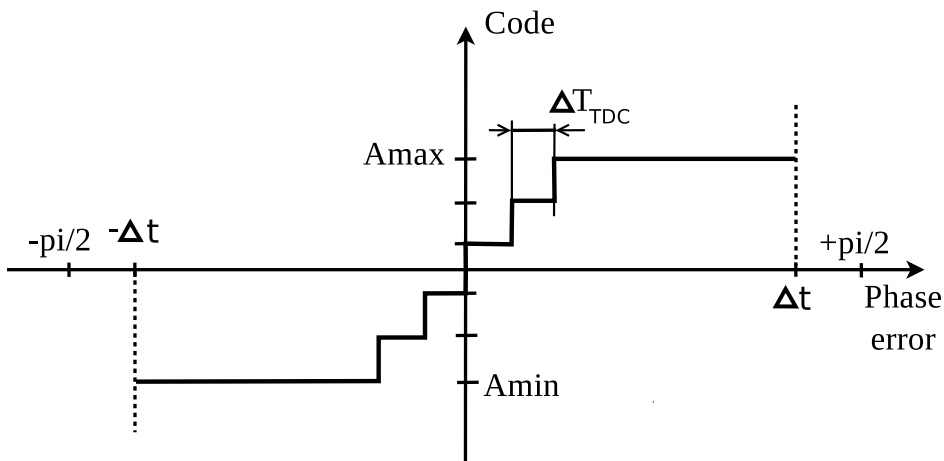 Code
ΔT_TDC
Amax
-pi/2
-Δt
+pi/2
Δt
Phase
error
Amin